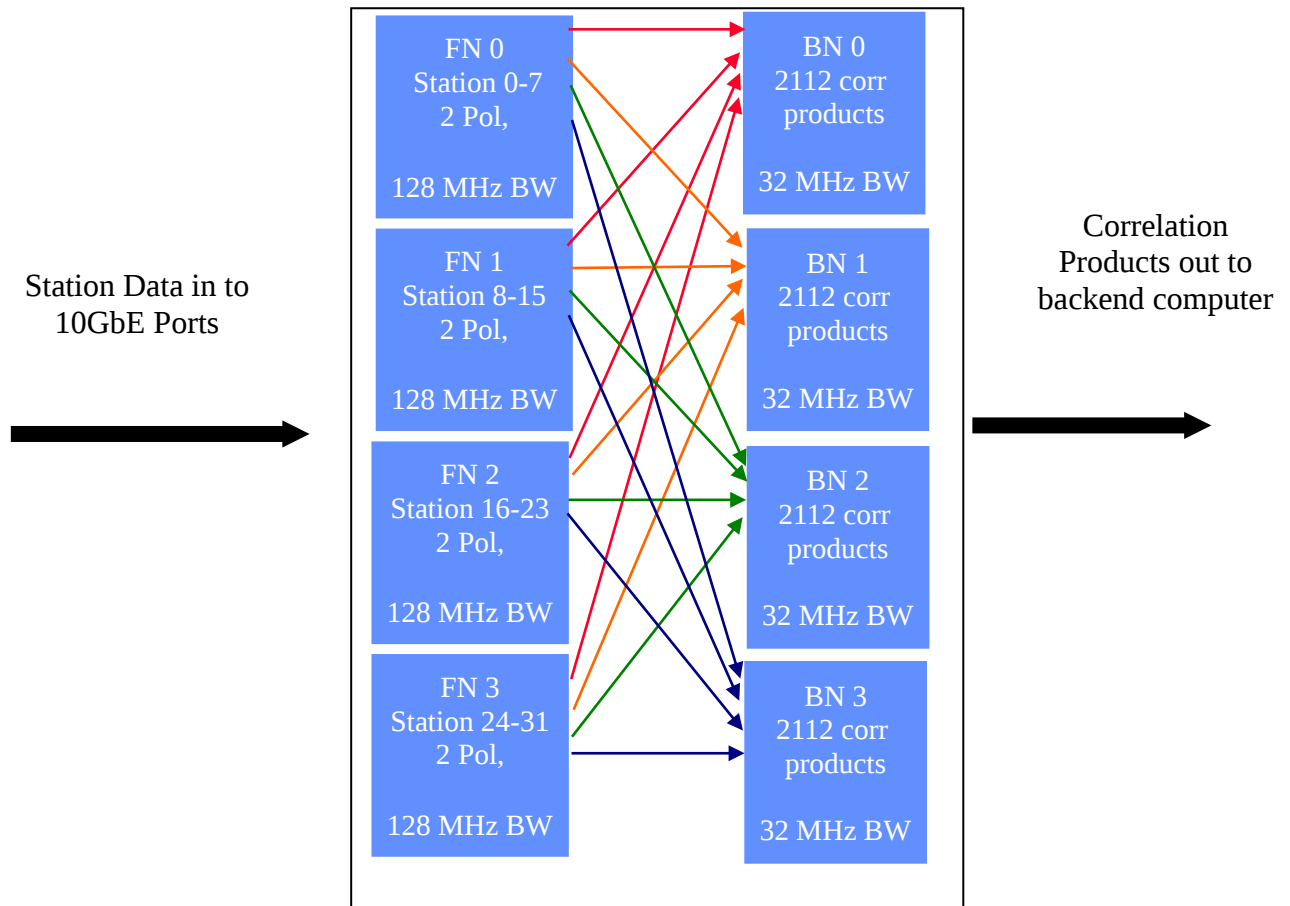 Station Data in to
10GbE Ports
FN 0
Station 0-7
2 Pol,
128 MHz BW
FN 1
Station 8-15
2 Pol,
128 MHz BW
FN 2
Station 16-23
2 Pol,
128 MHz BW
FN 3
Station 24-31
2 Pol,
128 MHz BW
BN 0
2112 corr
products
32 MHz BW
BN 1
2112 corr
products
32 MHz BW
BN 2
2112 corr
products
32 MHz BW
BN 3
2112 corr
products
32 MHz BW
Correlation
Products out to
backend computer